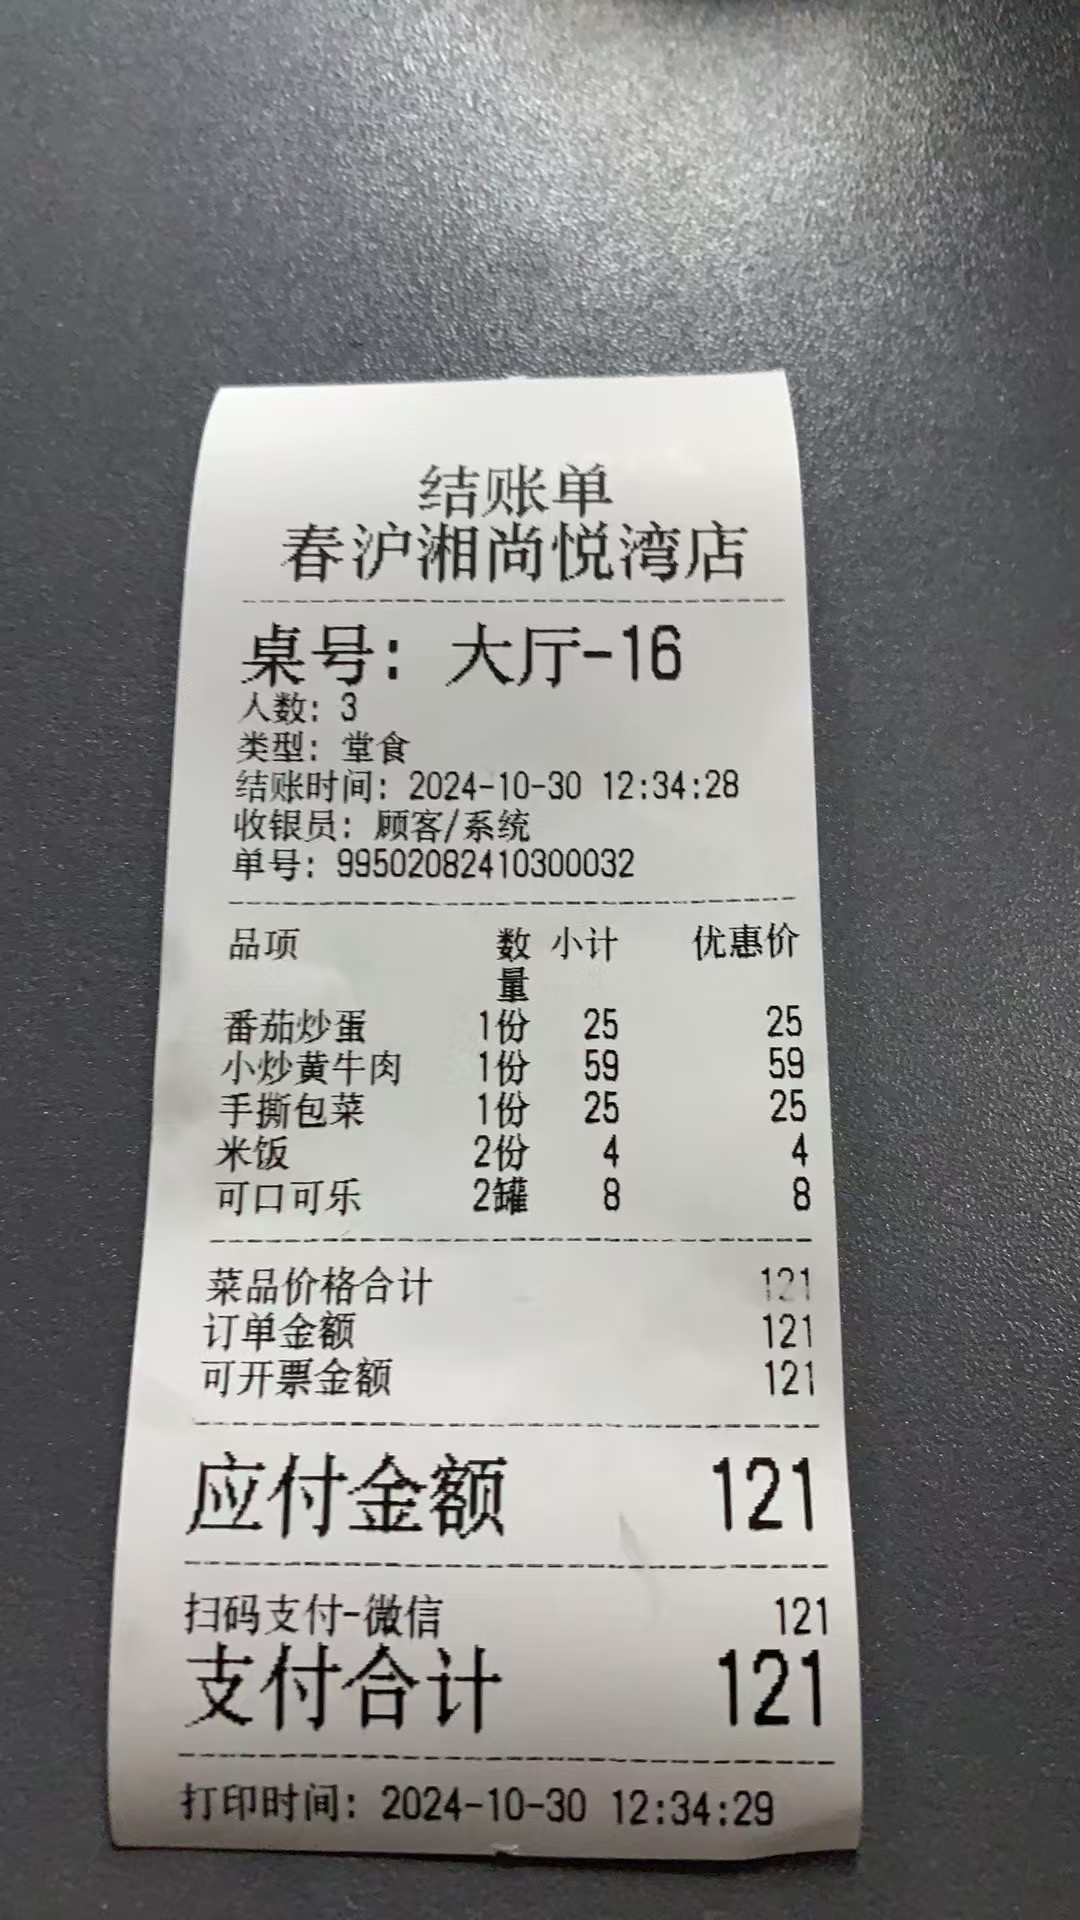 结账单
春沪湘尚悦湾店
桌号: 大厅-16
人数: 3
类型: 堂食
结账时间: 2024-10-30 12:34:28
收银员: 顾客/系统
单号: 99502082410300032
品项 数量 小计 优惠价
番茄炒蛋 1份 25 25
小炒黄牛肉 1份 59 59
手撕包菜 1份 25 25
米饭 2份 4 4
可口可乐 2罐 8 8
菜品价格合计 121
订单金额 121
可开票金额 121
应付金额 121
扫码支付-微信 121
支付合计 121
打印时间: 2024-10-30 12:34:29